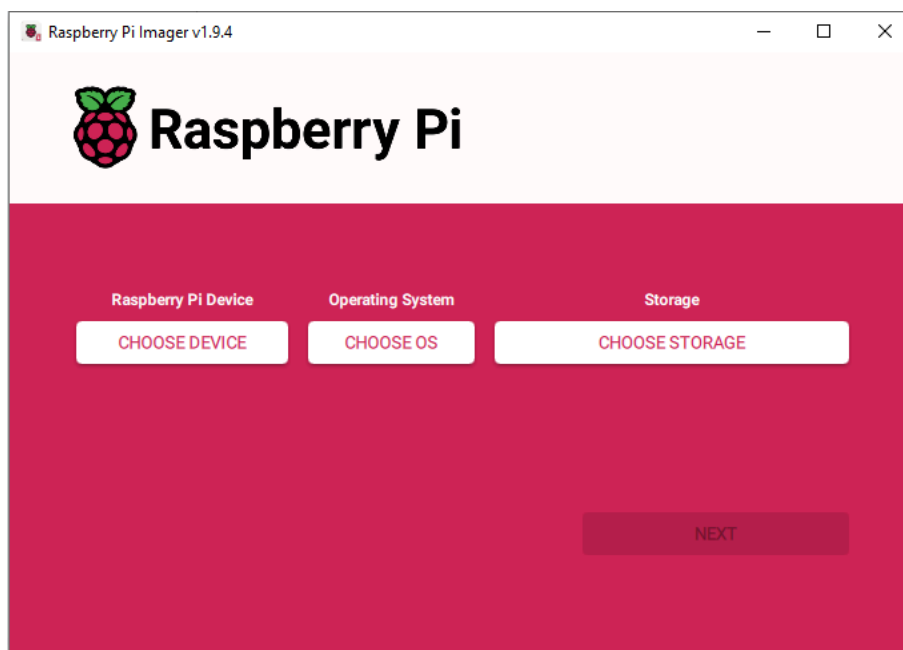 Raspberry Pi Imager v1.9.4
Raspberry Pi
Raspberry Pi Device
Operating System
Storage
CHOOSE DEVICE
CHOOSE OS
CHOOSE STORAGE
NEXT